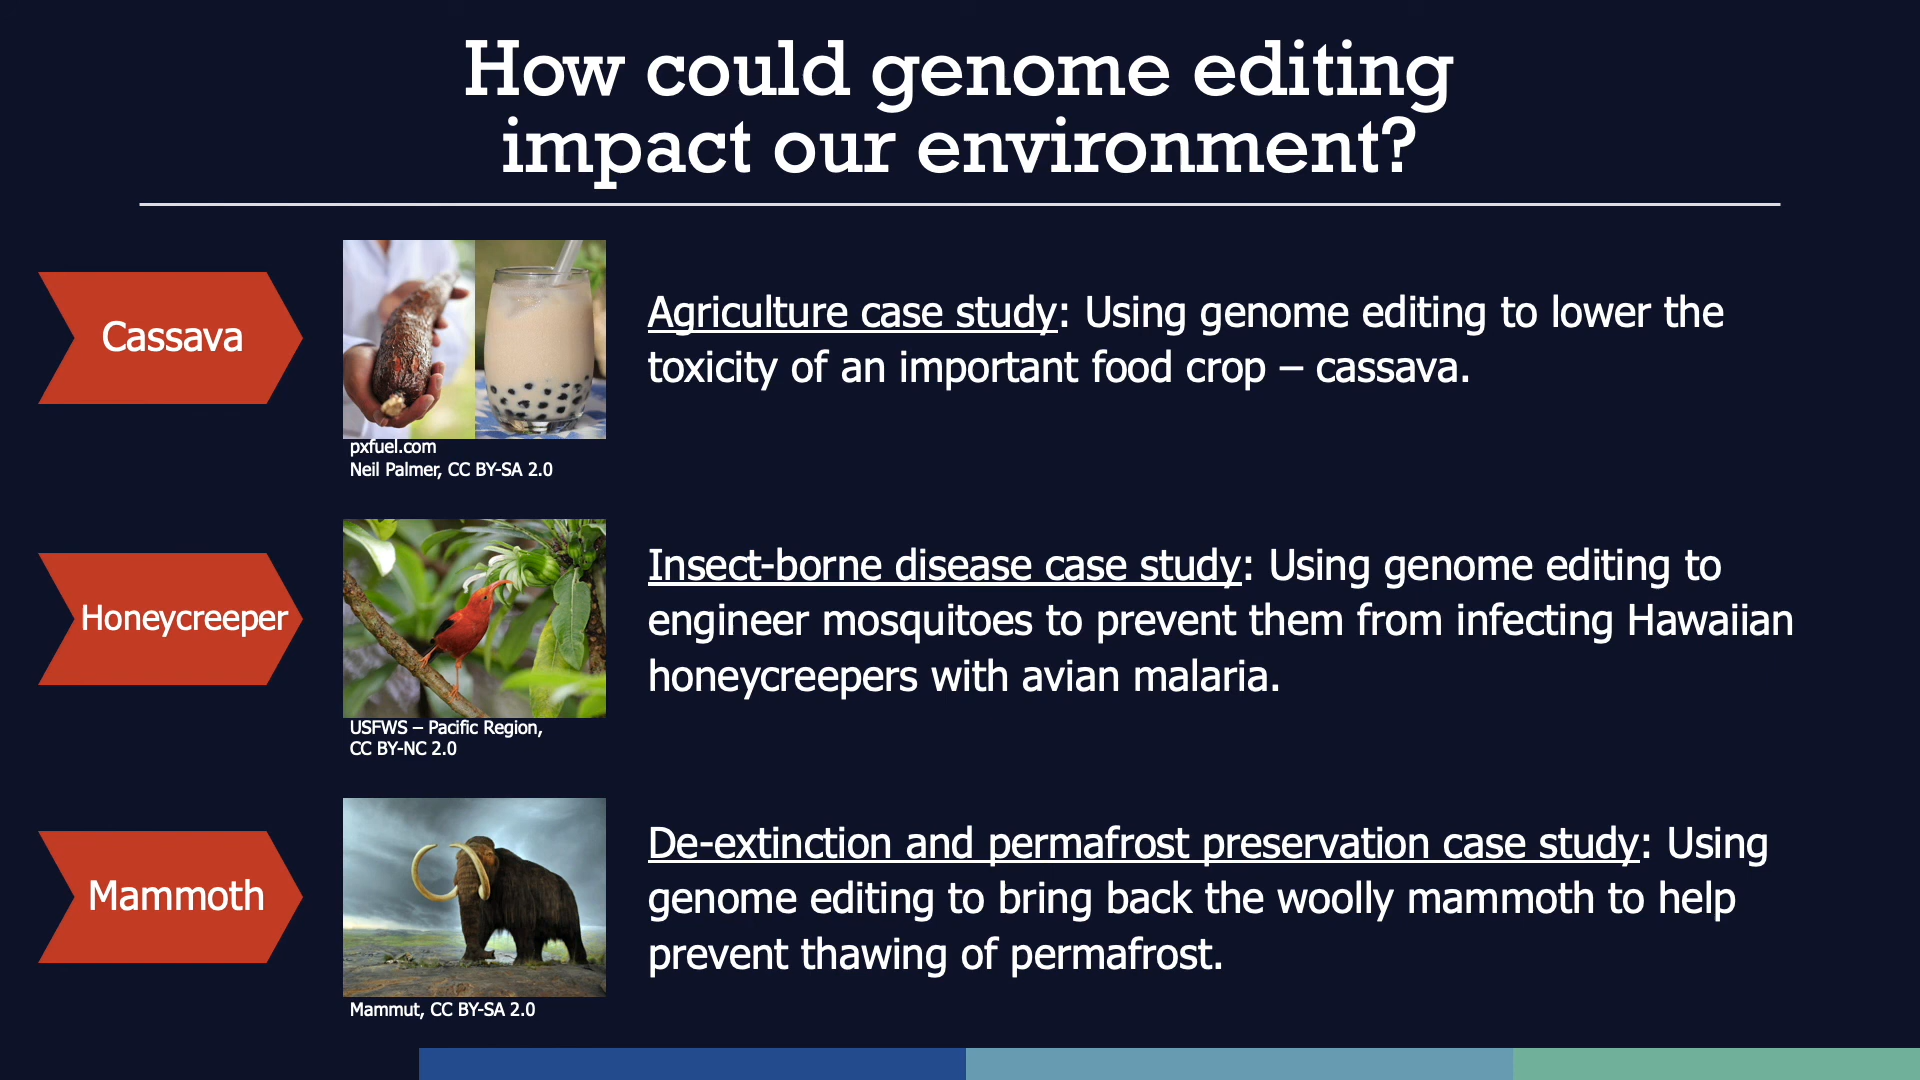 How could genome editing
impact our environment?
Cassava
pxfuel.com
Neil Palmer, CC BY-SA 2.0
Agriculture case study: Using genome editing to lower the
toxicity of an important food crop – cassava.
Honeycreeper
USFWS – Pacific Region,
CC BY-NC 2.0
Insect-borne disease case study: Using genome editing to
engineer mosquitoes to prevent them from infecting Hawaiian
honeycreepers with avian malaria.
Mammoth
Mammut, CC BY-SA 2.0
De-extinction and permafrost preservation case study: Using
genome editing to bring back the woolly mammoth to help
prevent thawing of permafrost.